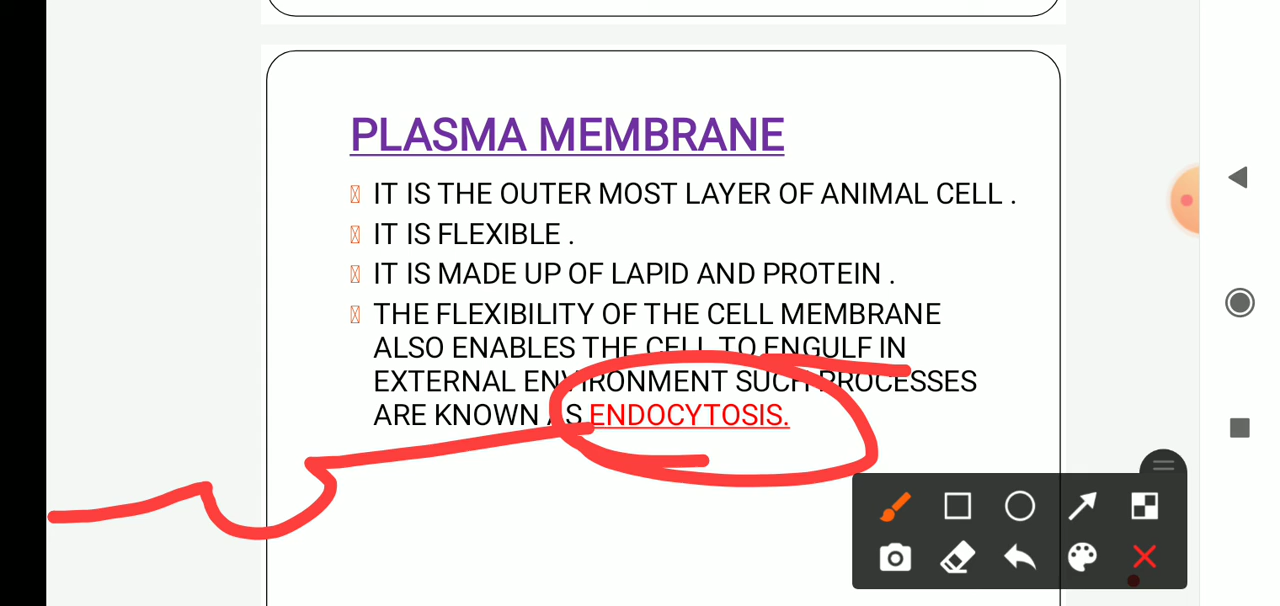 PLASMA MEMBRANE
IT IS THE OUTER MOST LAYER OF ANIMAL CELL .
IT IS FLEXIBLE .
IT IS MADE UP OF LAPID AND PROTEIN .
THE FLEXIBILITY OF THE CELL MEMBRANE
ALSO ENABLES THE CELL TO ENGULF IN
EXTERNAL ENVIRONMENT SUCH PROCESSES
ARE KNOWN AS ENDOCYTOSIS.